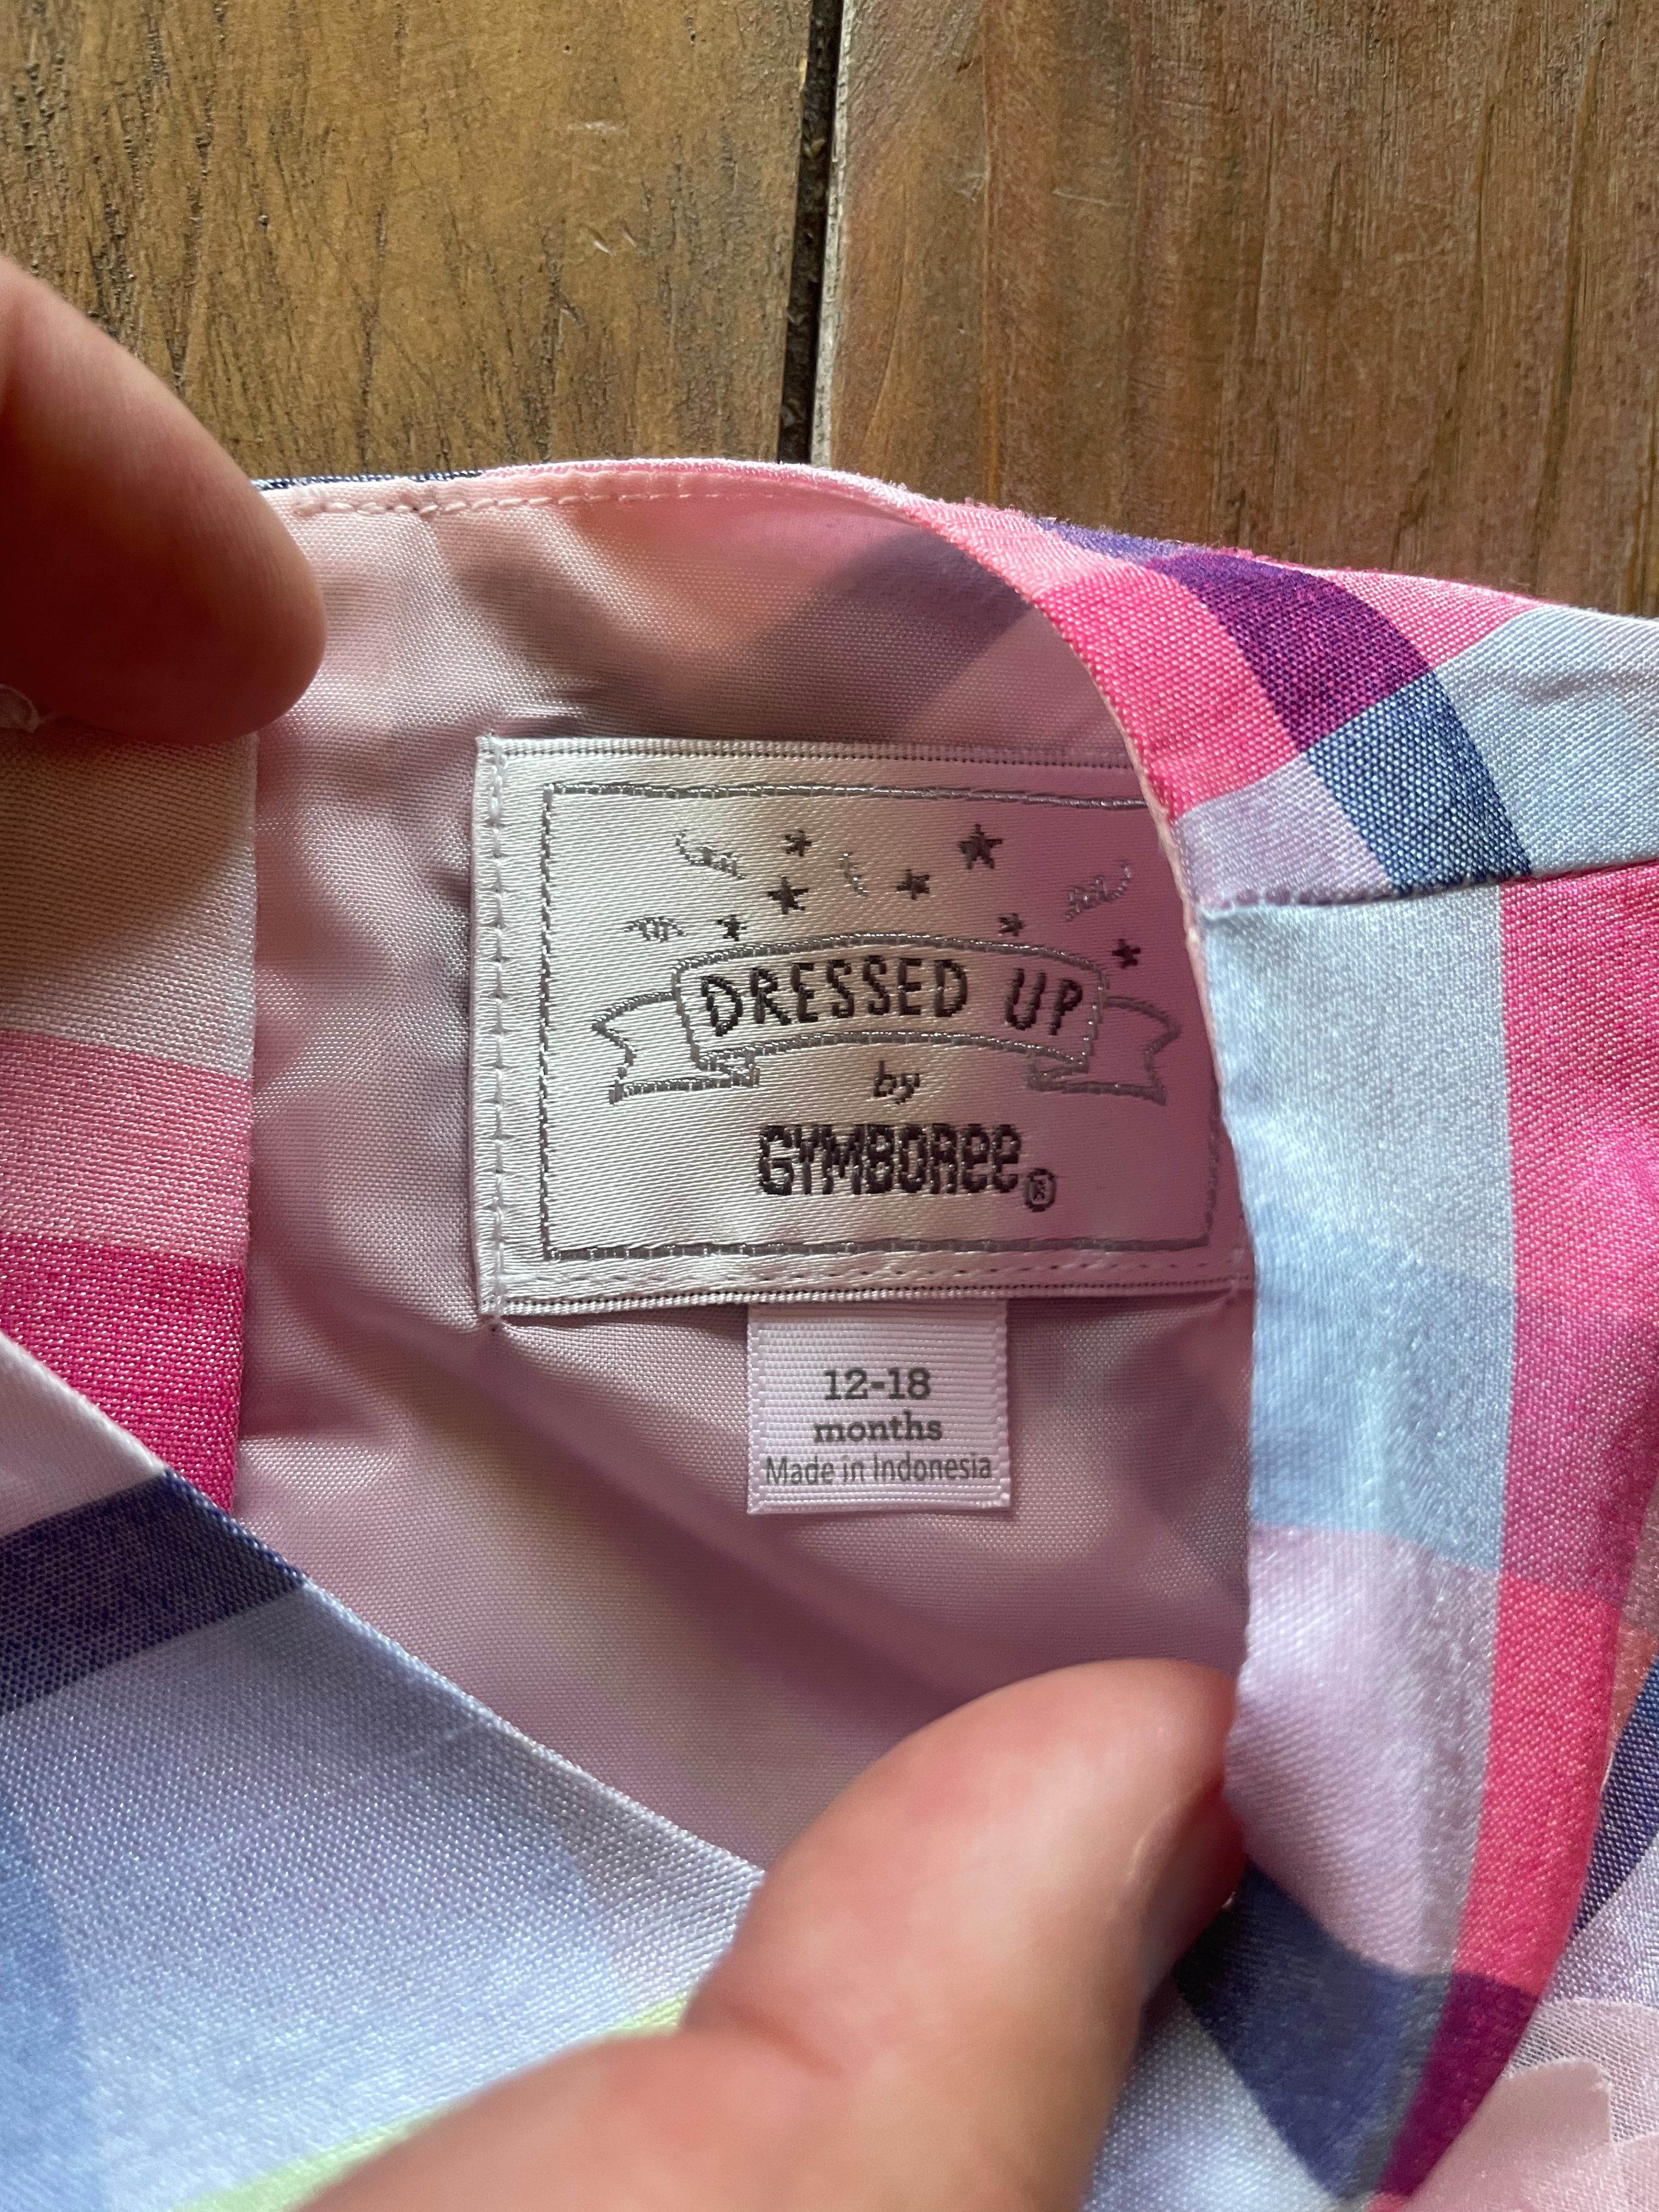 DRESSED UP
by
GYMBOREE®
12-18
months
Made in Indonesia